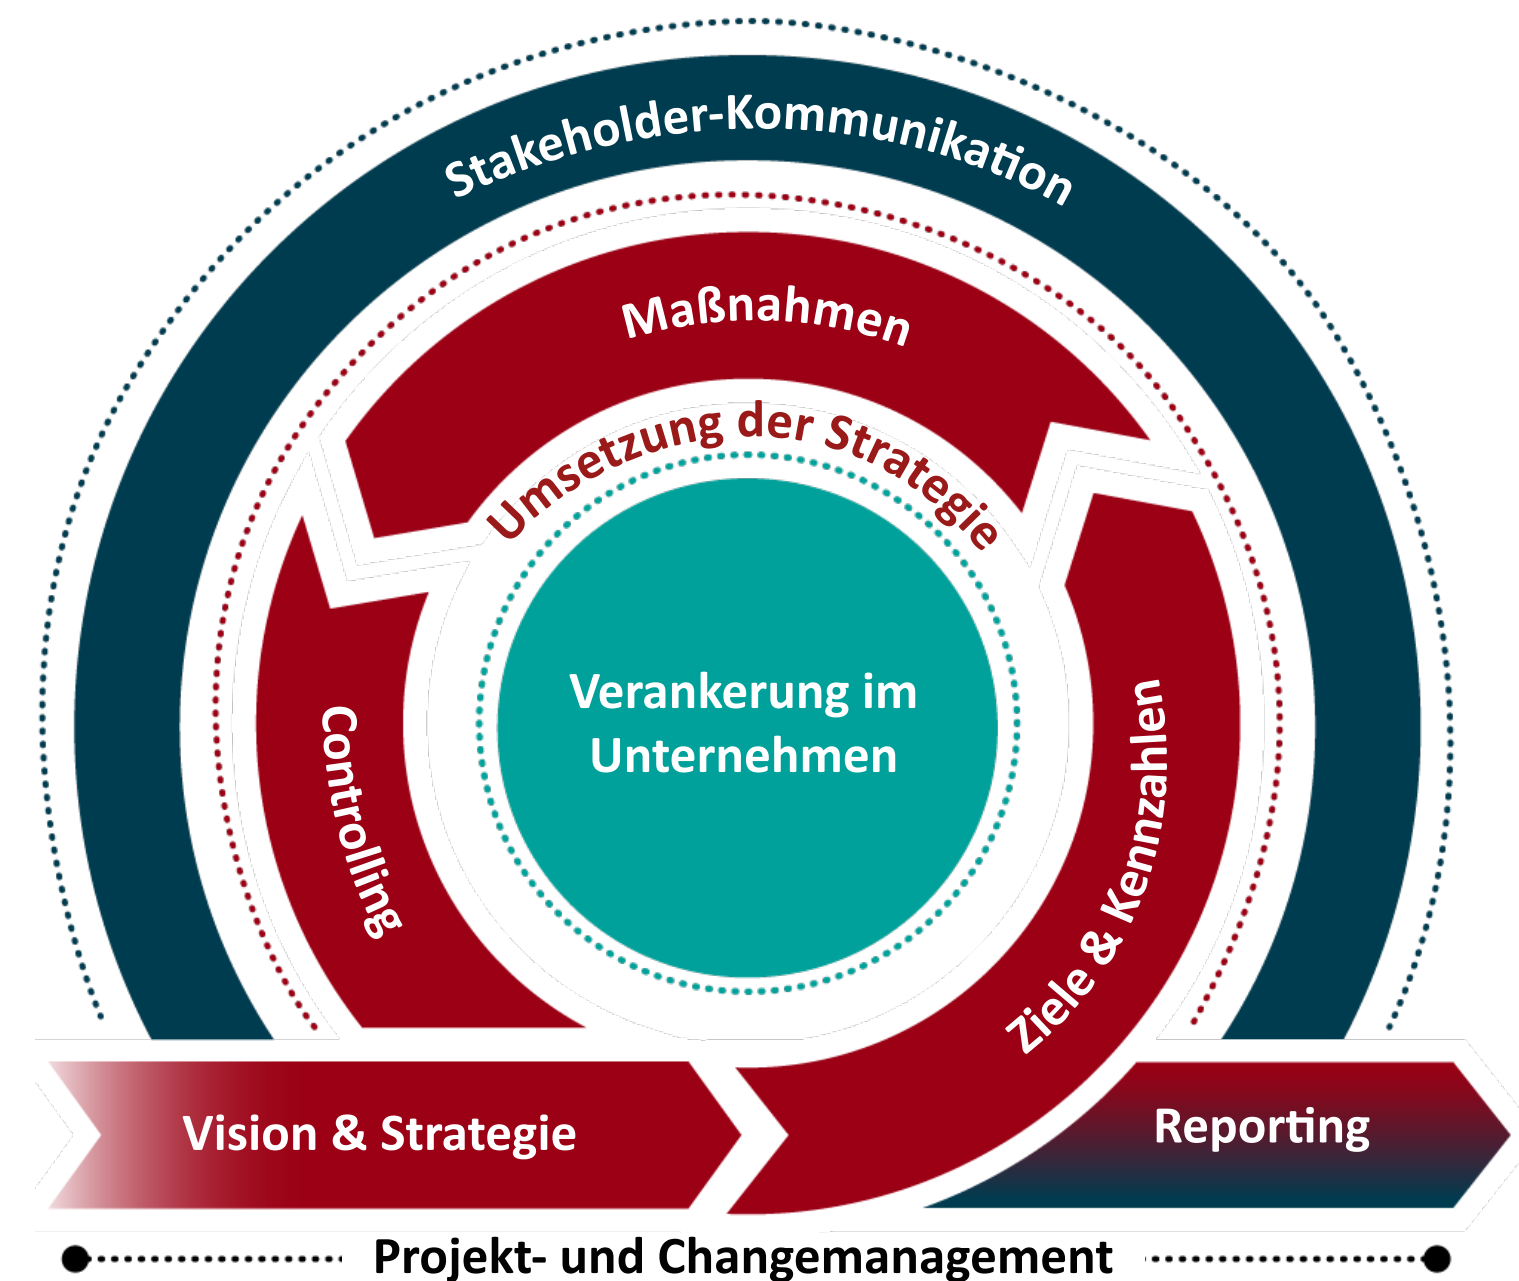 Stakeholder-Kommunikation
Maßnahmen
Umsetzung der Strategie
Verankerung im
Unternehmen
Controlling
Ziele & Kennzahlen
Vision & Strategie
Reporting
Projekt- und Changemanagement